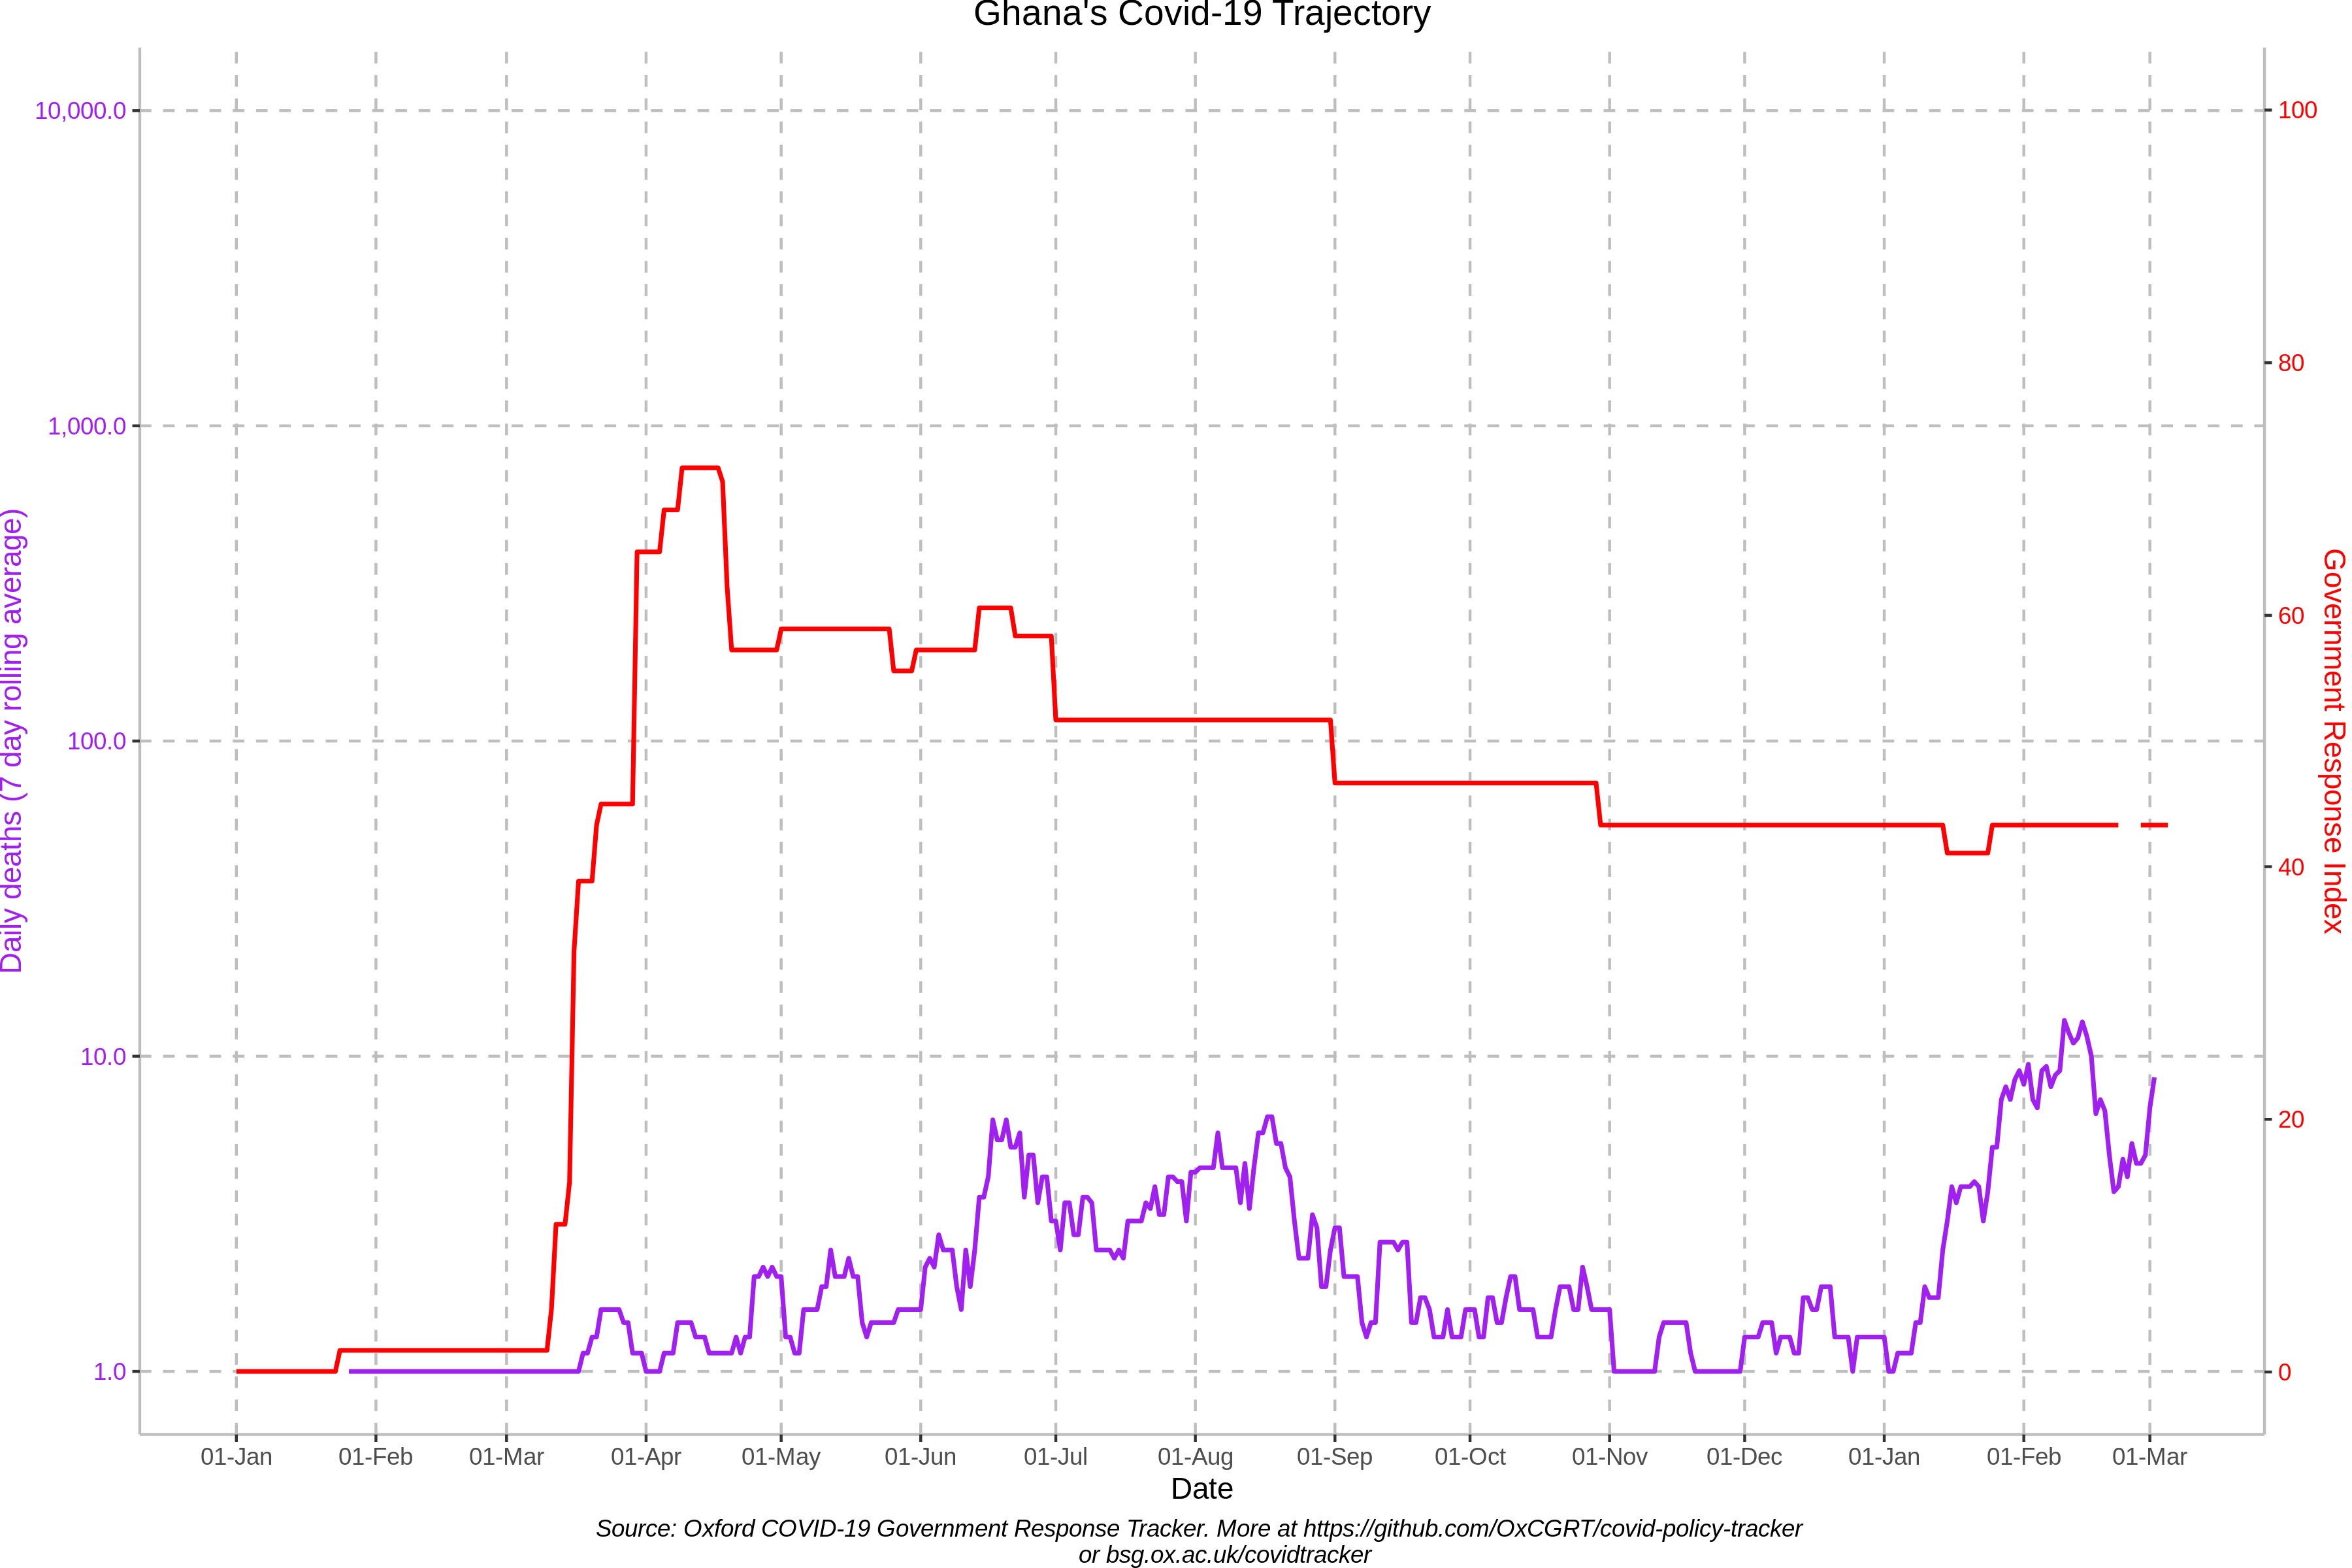 Ghana's Covid-19 Trajectory
10,000.0
1,000.0
100.0
10.0
1.0
Daily deaths (7 day rolling average)
100
80
60
40
20
0
Government Response Index
01-Jan 01-Feb 01-Mar 01-Apr 01-May 01-Jun 01-Jul 01-Aug 01-Sep 01-Oct 01-Nov 01-Dec 01-Jan 01-Feb 01-Mar
Date
Source: Oxford COVID-19 Government Response Tracker. More at https://github.com/OxCGRT/covid-policy-tracker
or bsg.ox.ac.uk/covidtracker